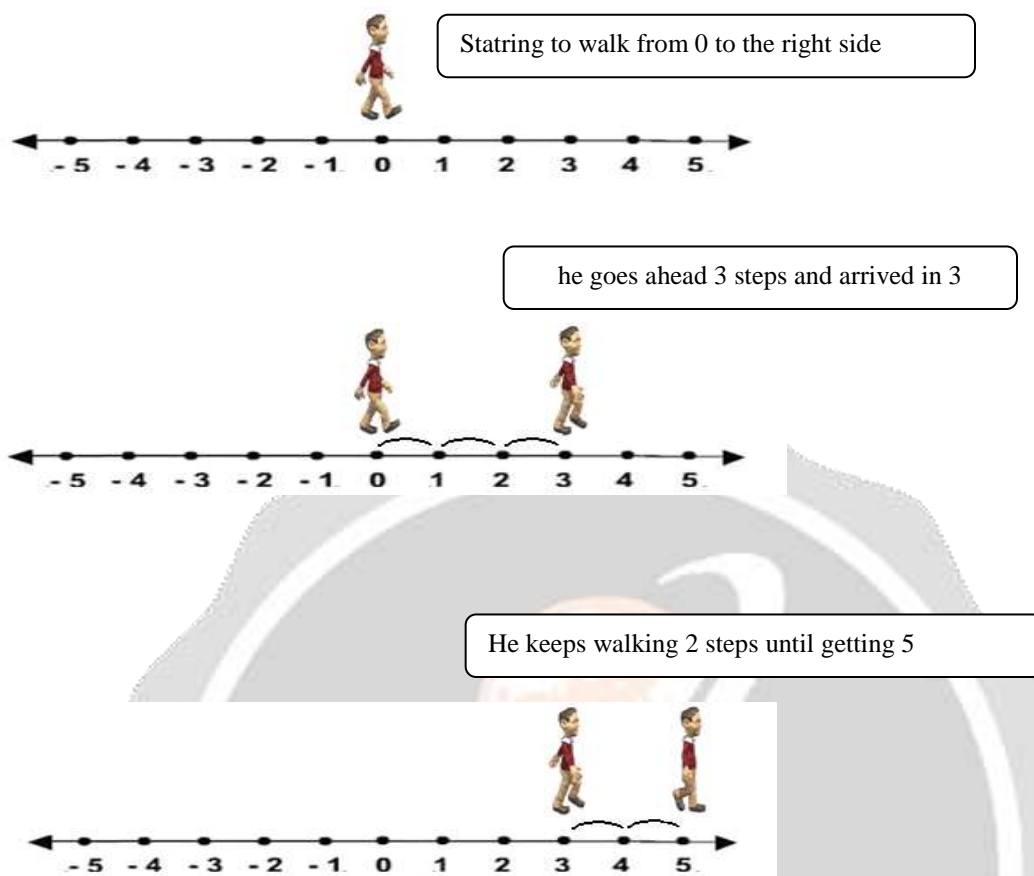 Statring to walk from 0 to the right side
- 5 - 4 - 3 - 2 - 1 0 1 2 3 4 5
he goes ahead 3 steps and arrived in 3
- 5 - 4 - 3 - 2 - 1 0 1 2 3 4 5
He keeps walking 2 steps until getting 5
- 5 - 4 - 3 - 2 - 1 0 1 2 3 4 5